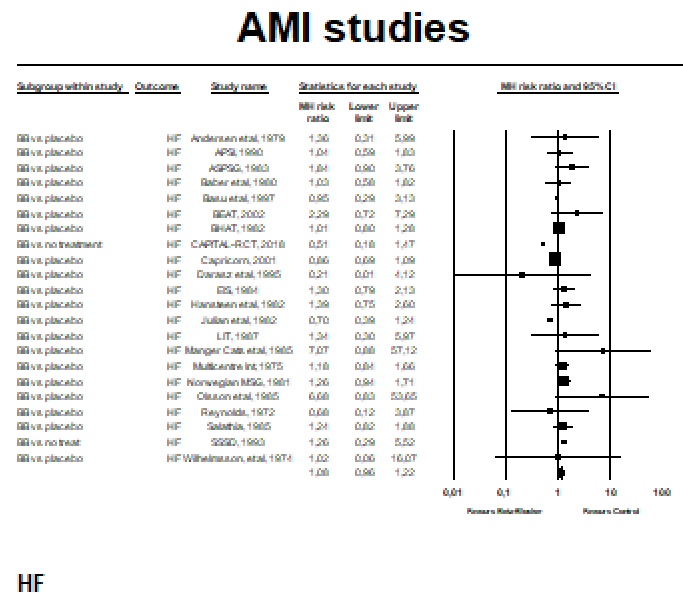 AMI studies
Subgroup within study Outcome Study name Statistics for each study MH risk ratio and 95% CI
MH risk ratio Lower limit Upper limit
BB vs placebo HF Andersen et al, 1979 1,36 0,31 5,99
BB vs placebo HF APSI, 1990 1,04 0,59 1,83
BB vs placebo HF ASPSG, 1983 1,84 0,90 3,76
BB vs placebo HF Baber et al, 1980 1,03 0,58 1,82
BB vs placebo HF Basu et al, 1997 0,95 0,29 3,13
BB vs placebo HF BEAT, 2002 2,29 0,72 7,29
BB vs placebo HF BHAT, 1982 1,01 0,80 1,28
BB vs no treatment HF CAPITAL-RCT, 2018 0,51 0,18 1,47
BB vs placebo HF Capricorn, 2001 0,86 0,69 1,09
BB vs placebo HF Darasz et al, 1995 0,21 0,01 4,12
BB vs placebo HF EIS, 1984 1,30 0,79 2,13
BB vs placebo HF Hansteen et al, 1982 1,39 0,75 2,60
BB vs placebo HF Julian et al, 1982 0,70 0,39 1,24
BB vs placebo HF LIT, 1987 1,34 0,30 5,97
BB vs placebo HF Manger Cats et al, 1985 7,07 0,88 57,12
BB vs placebo HF Multicentre int, 1975 1,18 0,84 1,66
BB vs placebo HF Norwegian MSG, 1981 1,26 0,94 1,71
BB vs placebo HF Olsson et al, 1985 6,68 0,83 53,65
BB vs placebo HF Reynolds, 1972 0,68 0,12 3,87
BB vs placebo HF Salathia, 1985 1,24 0,82 1,88
BB vs no treat HF SSSD, 1993 1,26 0,29 5,52
BB vs placebo HF Wilhelmsson, et al, 1974 1,02 0,06 16,07
1,08 0,96 1,22
0,01 0,1 1 10 100
Favours Beta-Blocker Favours Control
HF